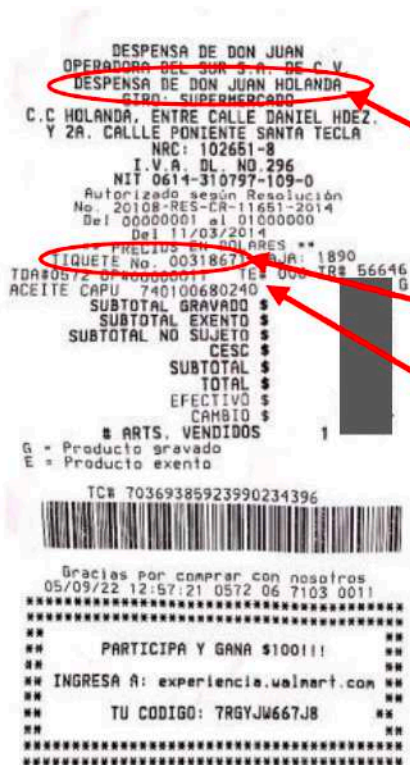 DESPENSA DE DON JUAN
OPERADORA DEL SUR S.A. DE C.V.
DESPENSA DE DON JUAN HOLANDA
GIRO: SUPERMERCADO
C.C HOLANDA, ENTRE CALLE DANIEL HDEZ.
Y 2A. CALLLE PONIENTE SANTA TECLA
NRC: 102651-8
I.V.A. DL. NO.296
NIT 0614-310797-109-0
Autorizado según Resolución
No. 20108-RES-CR-11651-2014
Del 00000001 al 01000000
Del 11/03/2014
** PRECIOS EN DOLARES **
TIQUETE No. 00318671 CAJA: 1890
TDA#0572 TE# 006 TR# 56646
ACEITE CAPU 740100680240 G
SUBTOTAL GRAVADO $
SUBTOTAL EXENTO $
SUBTOTAL NO SUJETO $
CESC $
SUBTOTAL $
TOTAL $
EFECTIVO $
CAMBIO $
# ARTS. VENDIDOS 1
G = Producto gravado
E = Producto exento
TC# 70369385923990234396
Gracias por comprar con nosotros
05/09/22 12:57:21 0572 06 7103 0011
PARTICIPA Y GANA $100!!!
INGRESA A: experiencia.walmart.com
TU CODIGO: 7RGYJW667J8